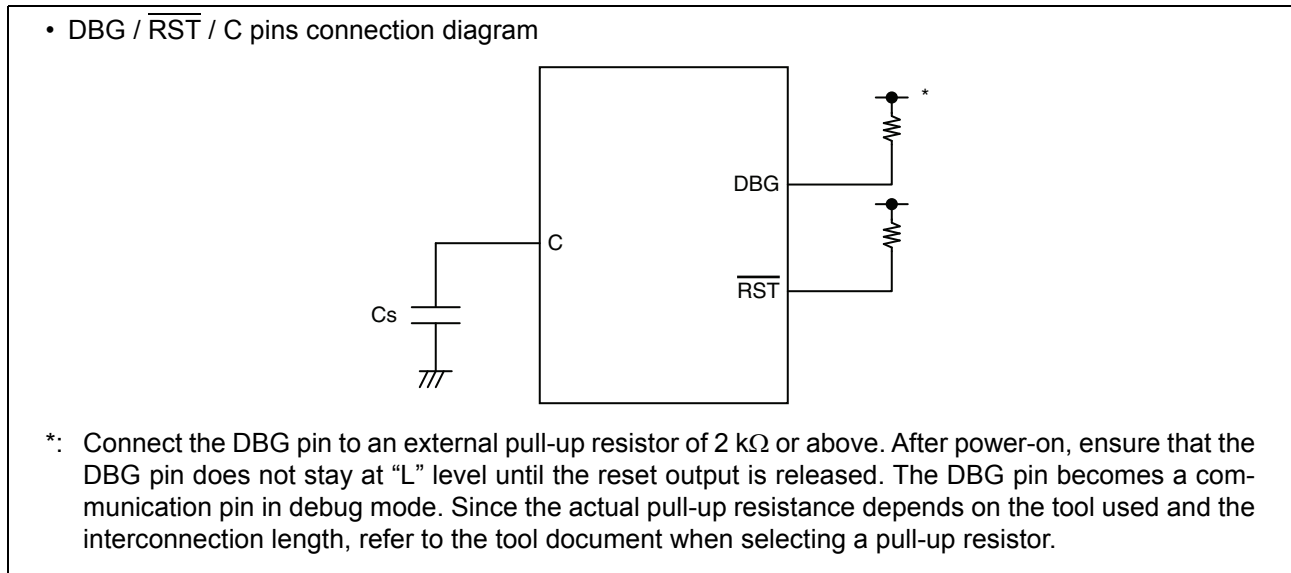 • DBG / R̅S̅T̅ / C pins connection diagram
*
DBG
C
R̅S̅T̅
Cs
*: Connect the DBG pin to an external pull-up resistor of 2 kΩ or above. After power-on, ensure that the
DBG pin does not stay at “L” level until the reset output is released. The DBG pin becomes a com-
munication pin in debug mode. Since the actual pull-up resistance depends on the tool used and the
interconnection length, refer to the tool document when selecting a pull-up resistor.